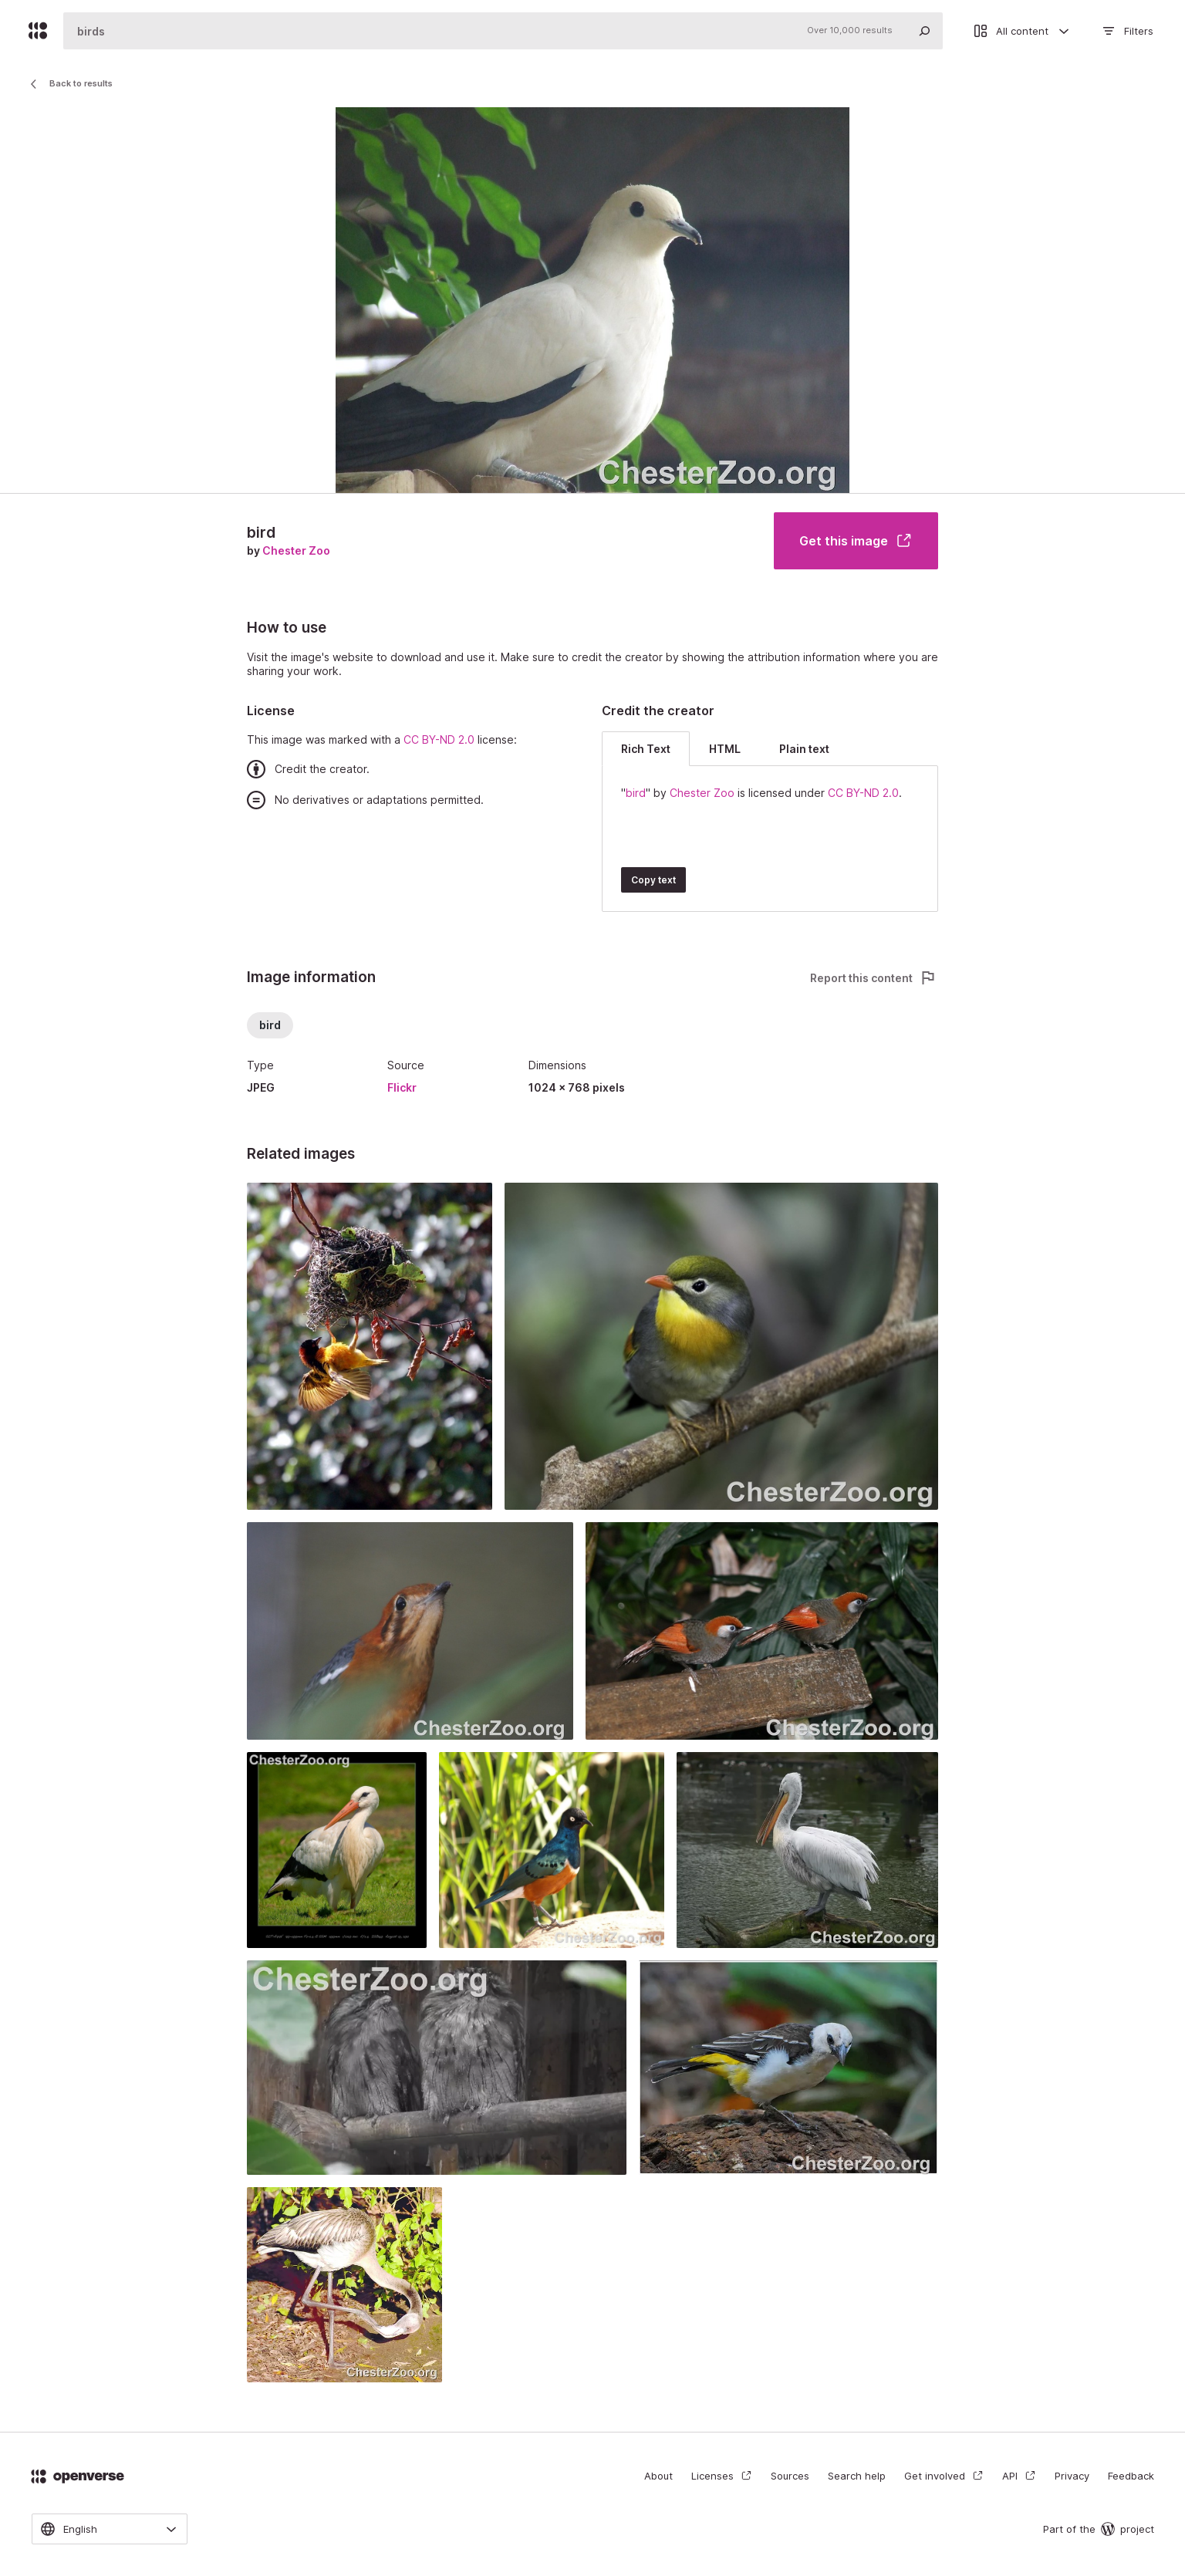 birds
Over 10,000 results
All content
Filters
Back to results
ChesterZoo.org
bird
by Chester Zoo
Get this image
How to use
Visit the image's website to download and use it. Make sure to credit the creator by showing the attribution information where you are
sharing your work.
License
This image was marked with a CC BY-ND 2.0 license:
Credit the creator.
No derivatives or adaptations permitted.
Credit the creator
Rich Text
HTML
Plain text
"bird" by Chester Zoo is licensed under CC BY-ND 2.0.
Copy text
Image information
Report this content
bird
Type
JPEG
Source
Flickr
Dimensions
1024 × 768 pixels
Related images
ChesterZoo.org
ChesterZoo.org
ChesterZoo.org
ChesterZoo.org
ChesterZoo.org
ChesterZoo.org
ChesterZoo.org
ChesterZoo.org
ChesterZoo.org
openverse
About
Licenses
Sources
Search help
Get involved
API
Privacy
Feedback
English
Part of the
project